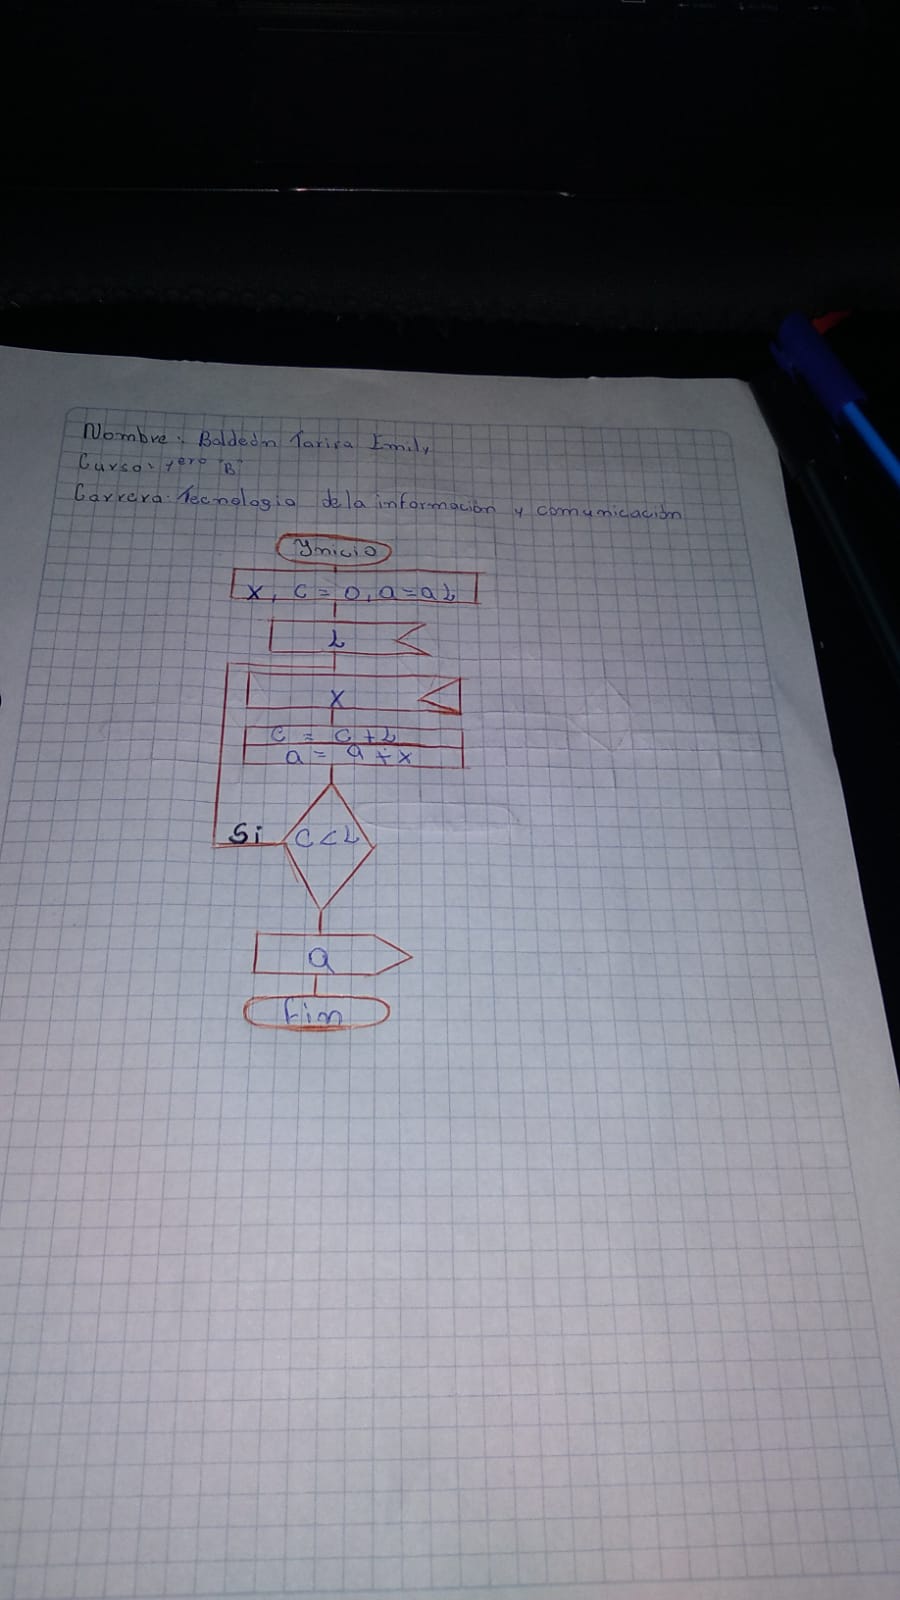 Nombre: Baldeón Tarira Emily
Curso: 1ero "B"
Carrera: Tecnologia de la información y comunicación
Ynicio
x, c = 0, a = a L
L
x
c = c + L
a = a + x
Si
C < L
a
fin